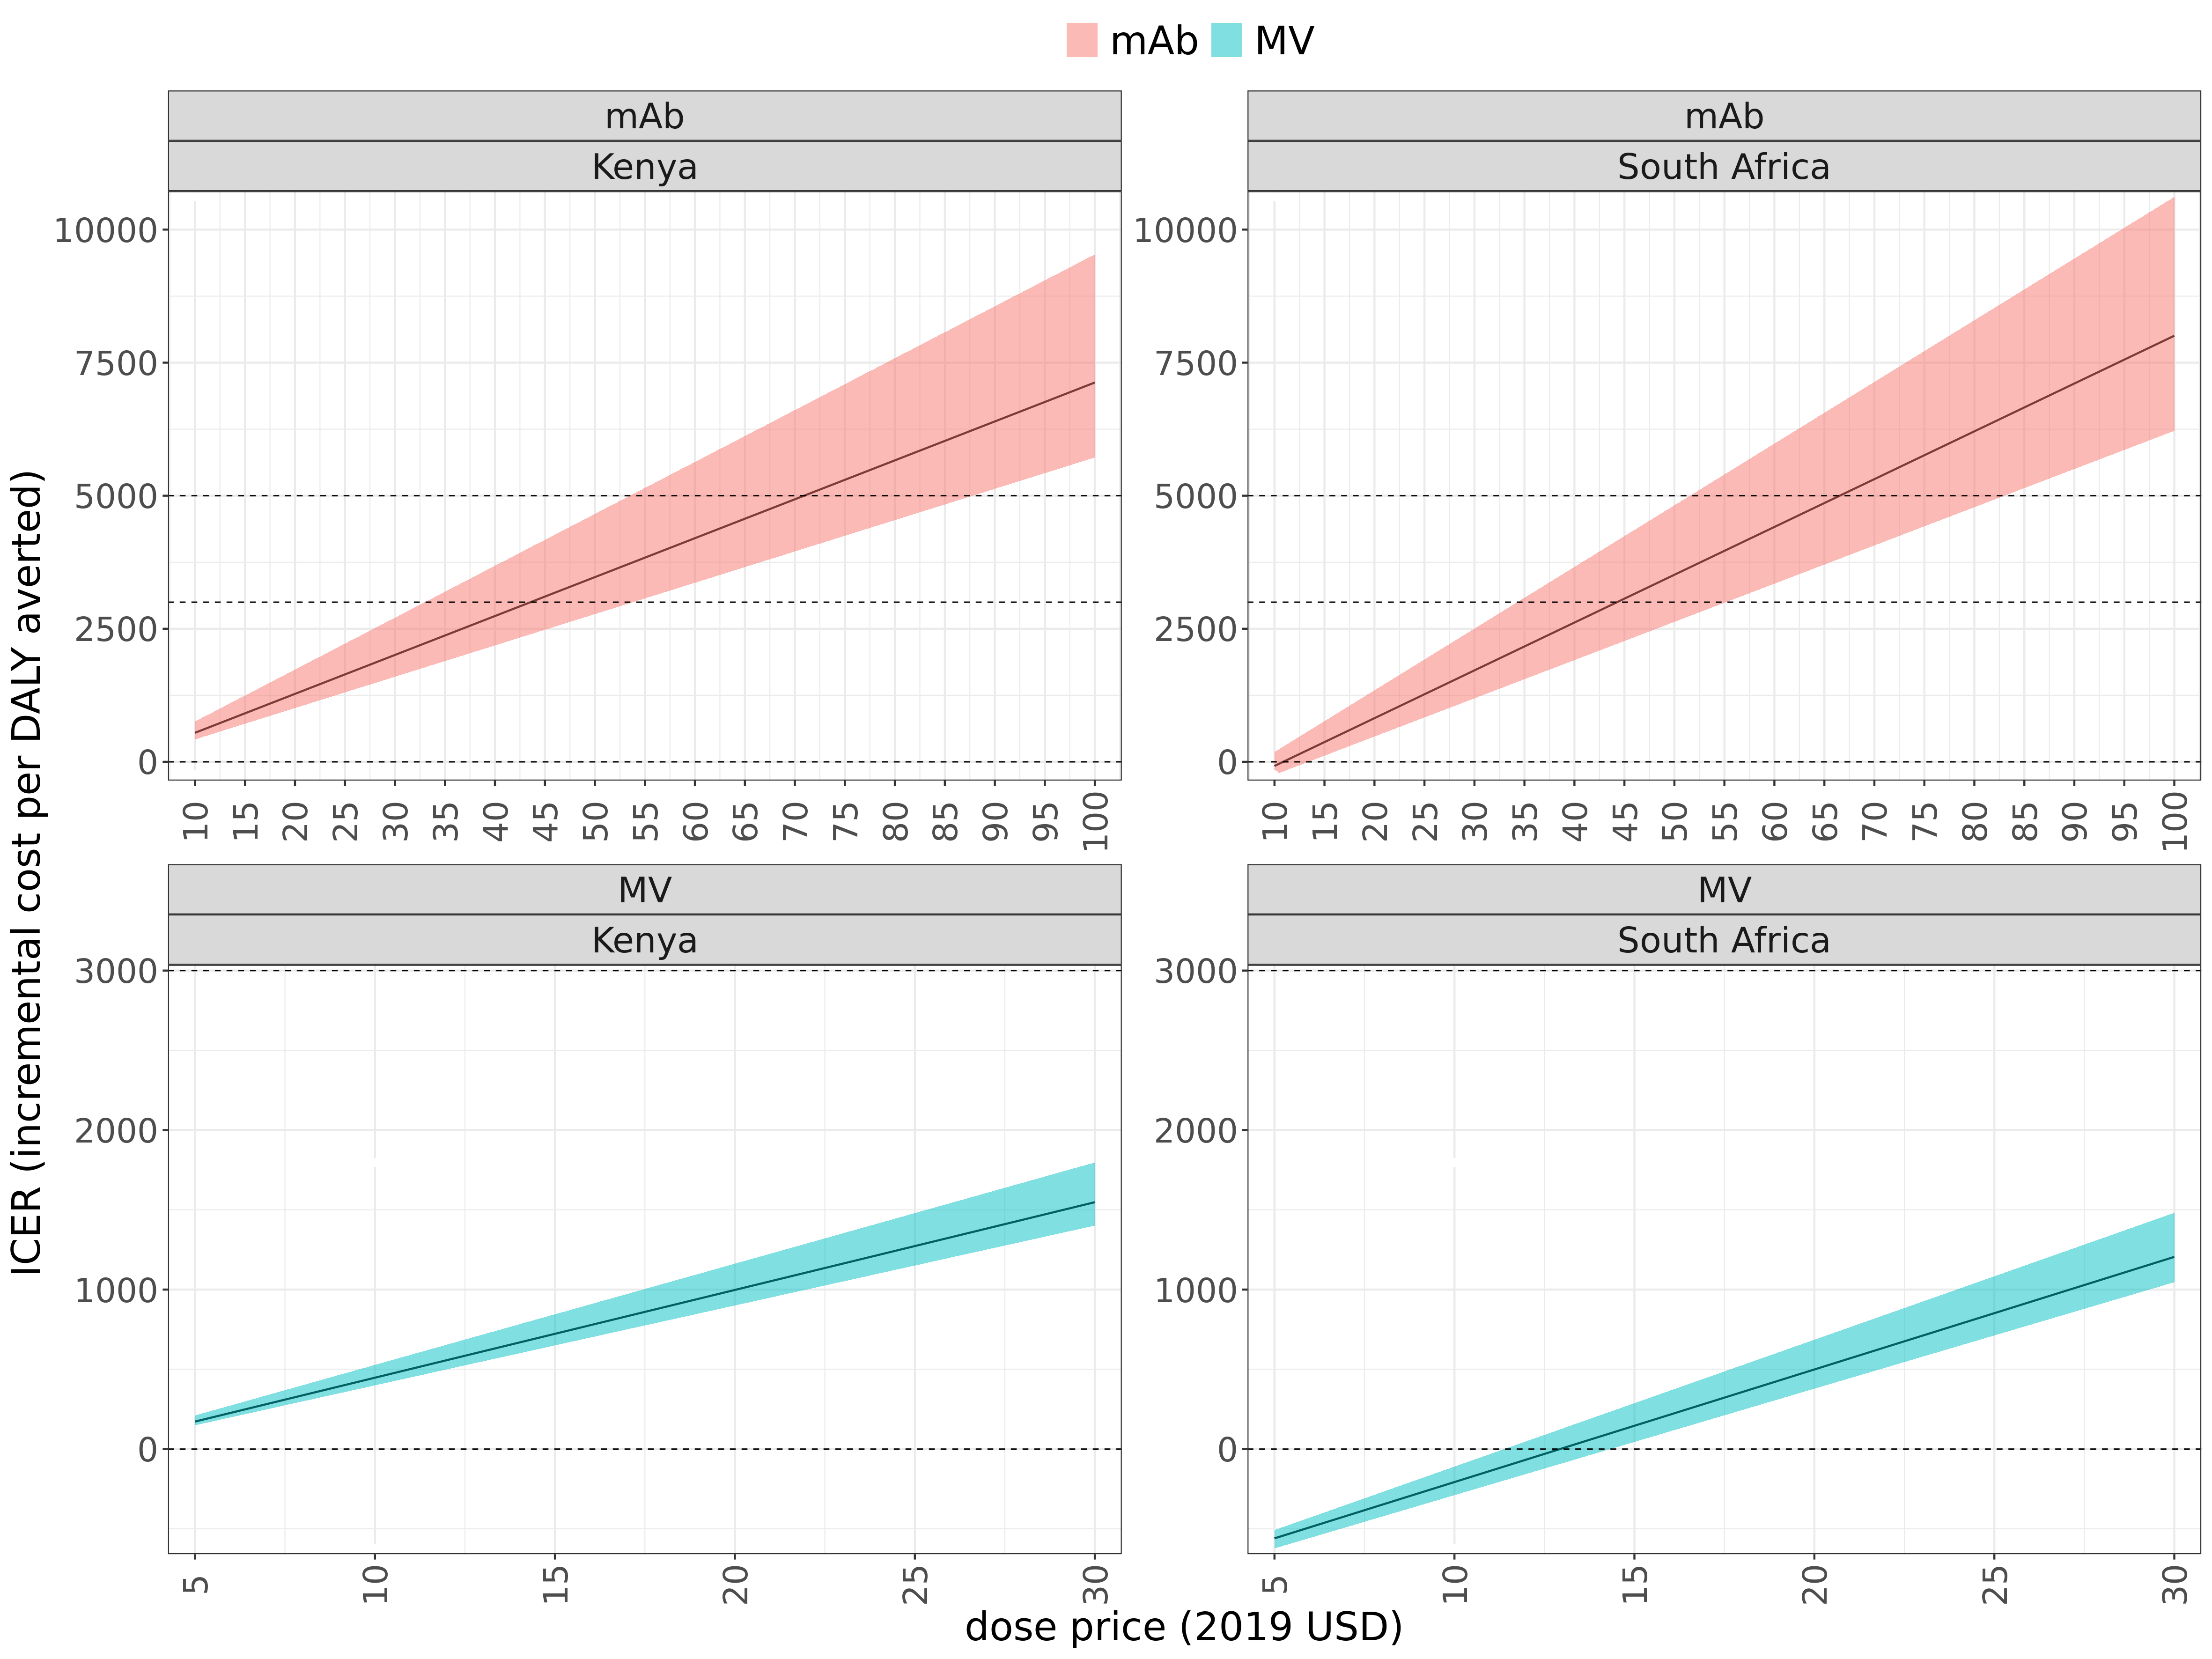 mAb MV
mAb
Kenya
mAb
South Africa
10000
7500
5000
2500
0
10 15 20 25 30 35 40 45 50 55 60 65 70 75 80 85 90 95 100
10000
7500
5000
2500
0
10 15 20 25 30 35 40 45 50 55 60 65 70 75 80 85 90 95 100
ICER (incremental cost per DALY averted)
MV
Kenya
MV
South Africa
3000
2000
1000
0
5 10 15 20 25 30
3000
2000
1000
0
5 10 15 20 25 30
dose price (2019 USD)